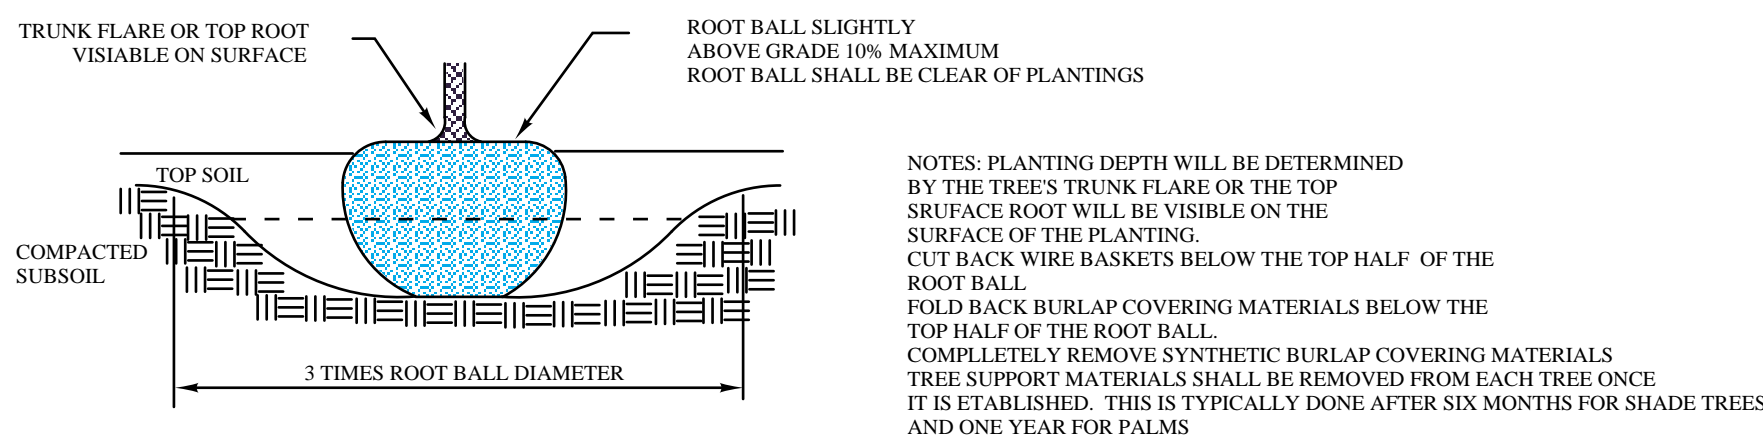 TRUNK FLARE OR TOP ROOT
VISIABLE ON SURFACE
ROOT BALL SLIGHTLY
ABOVE GRADE 10% MAXIMUM
ROOT BALL SHALL BE CLEAR OF PLANTINGS
TOP SOIL
COMPACTED
SUBSOIL
3 TIMES ROOT BALL DIAMETER
NOTES: PLANTING DEPTH WILL BE DETERMINED
BY THE TREE'S TRUNK FLARE OR THE TOP
SRUFACE ROOT WILL BE VISIBLE ON THE
SURFACE OF THE PLANTING.
CUT BACK WIRE BASKETS BELOW THE TOP HALF OF THE
ROOT BALL
FOLD BACK BURLAP COVERING MATERIALS BELOW THE
TOP HALF OF THE ROOT BALL.
COMPLLETELY REMOVE SYNTHETIC BURLAP COVERING MATERIALS
TREE SUPPORT MATERIALS SHALL BE REMOVED FROM EACH TREE ONCE
IT IS ETABLISHED. THIS IS TYPICALLY DONE AFTER SIX MONTHS FOR SHADE TREES
AND ONE YEAR FOR PALMS